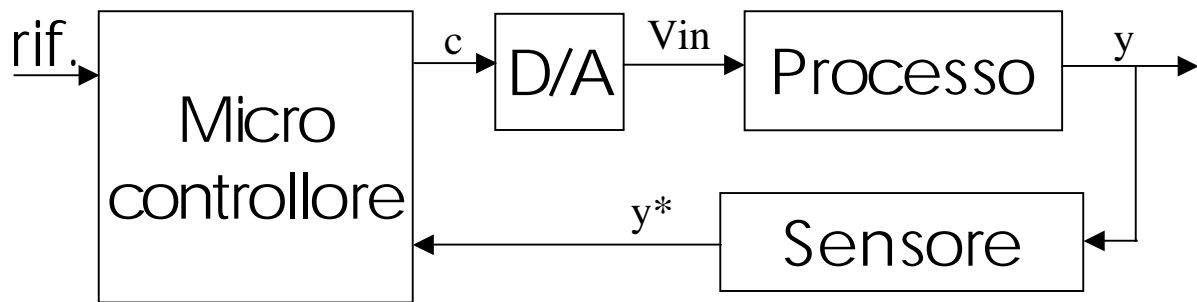 rif.
Micro
controllore
c
D/A
Vin
Processo
y
y*
Sensore